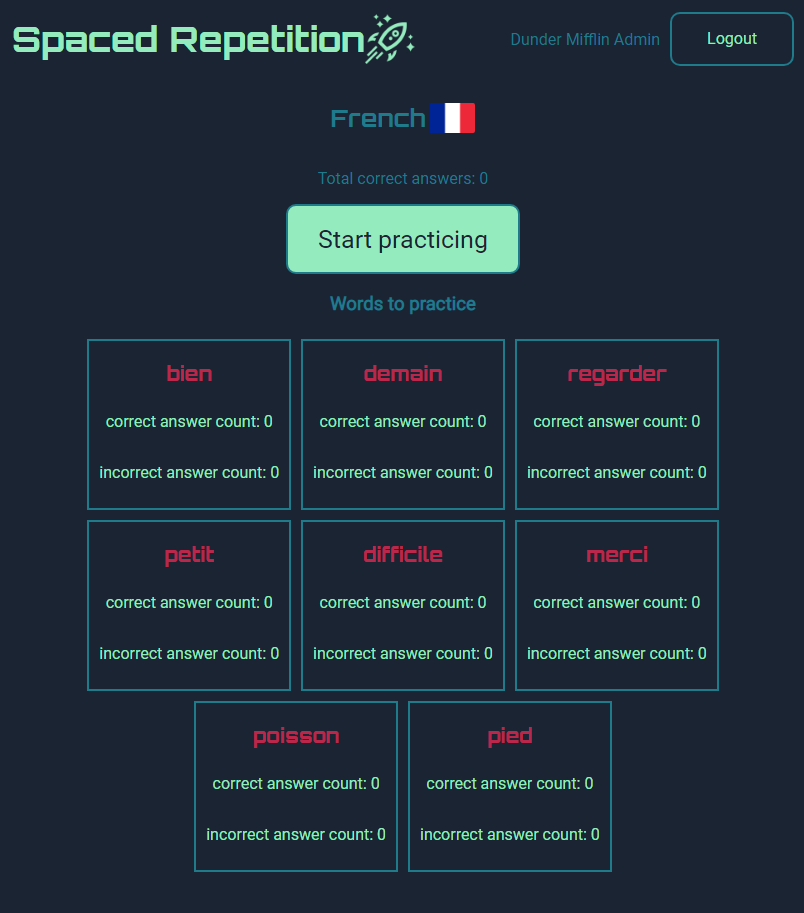 Spaced Repetition
Dunder Mifflin Admin
Logout
French
Total correct answers: 0
Start practicing
Words to practice
bien
correct answer count: 0
incorrect answer count: 0
demain
correct answer count: 0
incorrect answer count: 0
regarder
correct answer count: 0
incorrect answer count: 0
petit
correct answer count: 0
incorrect answer count: 0
difficile
correct answer count: 0
incorrect answer count: 0
merci
correct answer count: 0
incorrect answer count: 0
poisson
correct answer count: 0
incorrect answer count: 0
pied
correct answer count: 0
incorrect answer count: 0